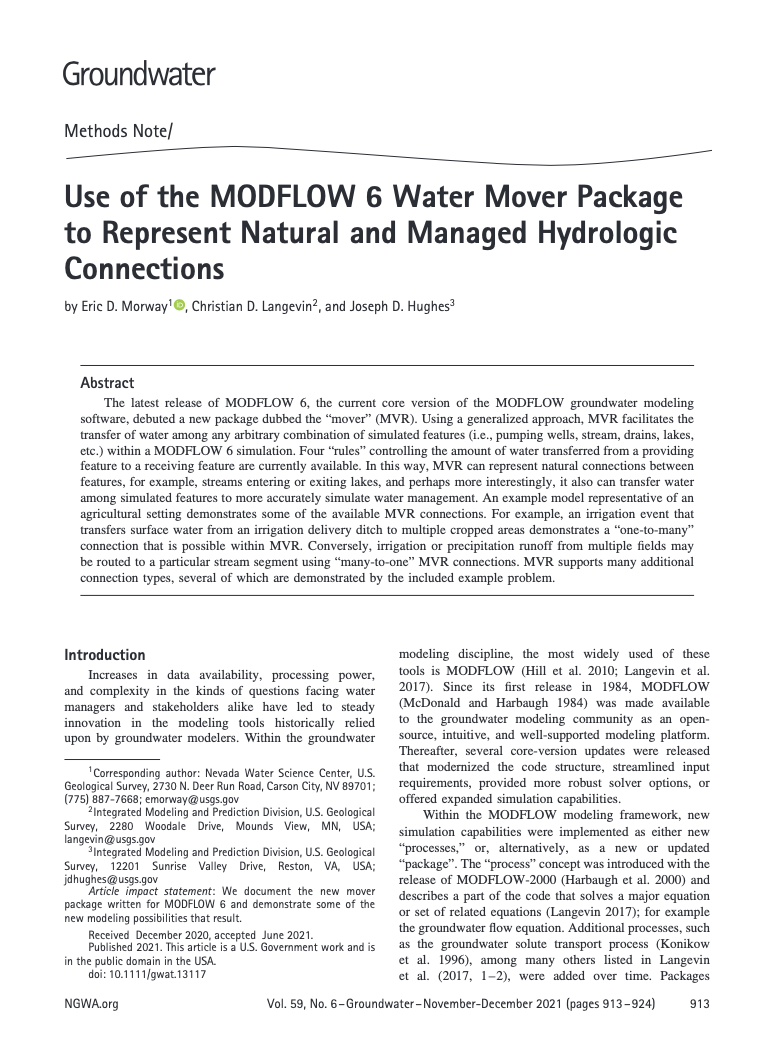 Groundwater
Methods Note/
Use of the MODFLOW 6 Water Mover Package
to Represent Natural and Managed Hydrologic
Connections
by Eric D. Morway1 iD, Christian D. Langevin2, and Joseph D. Hughes3
Abstract
The latest release of MODFLOW 6, the current core version of the MODFLOW groundwater modeling
software, debuted a new package dubbed the “mover” (MVR). Using a generalized approach, MVR facilitates the
transfer of water among any arbitrary combination of simulated features (i.e., pumping wells, stream, drains, lakes,
etc.) within a MODFLOW 6 simulation. Four “rules” controlling the amount of water transferred from a providing
feature to a receiving feature are currently available. In this way, MVR can represent natural connections between
features, for example, streams entering or exiting lakes, and perhaps more interestingly, it also can transfer water
among simulated features to more accurately simulate water management. An example model representative of an
agricultural setting demonstrates some of the available MVR connections. For example, an irrigation event that
transfers surface water from an irrigation delivery ditch to multiple cropped areas demonstrates a “one-to-many”
connection that is possible within MVR. Conversely, irrigation or precipitation runoff from multiple fields may
be routed to a particular stream segment using “many-to-one” MVR connections. MVR supports many additional
connection types, several of which are demonstrated by the included example problem.
Introduction
Increases in data availability, processing power,
and complexity in the kinds of questions facing water
managers and stakeholders alike have led to steady
innovation in the modeling tools historically relied
upon by groundwater modelers. Within the groundwater
1Corresponding author: Nevada Water Science Center, U.S.
Geological Survey, 2730 N. Deer Run Road, Carson City, NV 89701;
(775) 887-7668; emorway@usgs.gov
2Integrated Modeling and Prediction Division, U.S. Geological
Survey, 2280 Woodale Drive, Mounds View, MN, USA;
langevin@usgs.gov
3Integrated Modeling and Prediction Division, U.S. Geological
Survey, 12201 Sunrise Valley Drive, Reston, VA, USA;
jdhughes@usgs.gov
Article impact statement: We document the new mover
package written for MODFLOW 6 and demonstrate some of the
new modeling possibilities that result.
Received December 2020, accepted June 2021.
Published 2021. This article is a U.S. Government work and is
in the public domain in the USA.
doi: 10.1111/gwat.13117
modeling discipline, the most widely used of these
tools is MODFLOW (Hill et al. 2010; Langevin et al.
2017). Since its first release in 1984, MODFLOW
(McDonald and Harbaugh 1984) was made available
to the groundwater modeling community as an open-
source, intuitive, and well-supported modeling platform.
Thereafter, several core-version updates were released
that modernized the code structure, streamlined input
requirements, provided more robust solver options, or
offered expanded simulation capabilities.
Within the MODFLOW modeling framework, new
simulation capabilities were implemented as either new
“processes,” or, alternatively, as a new or updated
“package”. The “process” concept was introduced with the
release of MODFLOW-2000 (Harbaugh et al. 2000) and
describes a part of the code that solves a major equation
or set of related equations (Langevin 2017); for example
the groundwater flow equation. Additional processes, such
as the groundwater solute transport process (Konikow
et al. 1996), among many others listed in Langevin
et al. (2017, 1–2), were added over time. Packages
NGWA.org Vol. 59, No. 6–Groundwater–November-December 2021 (pages 913–924) 913